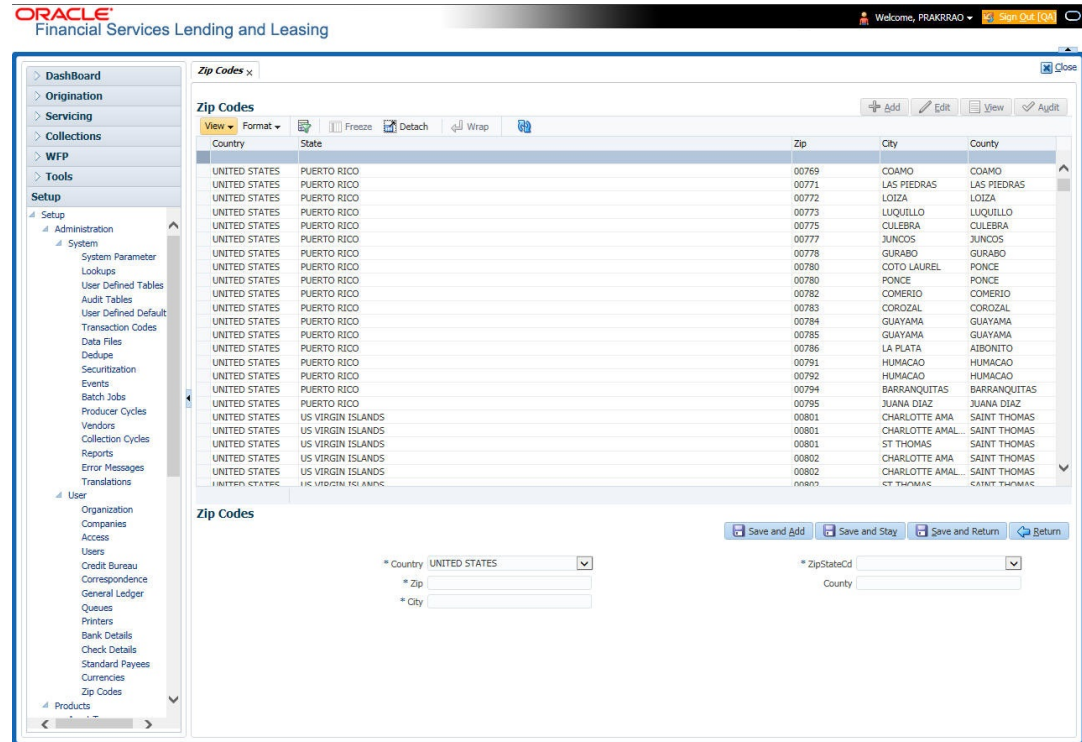 ORACLE
Financial Services Lending and Leasing
Welcome, PRAKRRAO
Sign Out [QA]
Close
DashBoard
Origination
Servicing
Collections
WFP
Tools
Setup
Setup
Administration
System
System Parameter
Lookups
User Defined Tables
Audit Tables
User Defined Default
Transaction Codes
Data Files
Dedupe
Securitization
Events
Batch Jobs
Producer Cycles
Vendors
Collection Cycles
Reports
Error Messages
Translations
User
Organization
Companies
Access
Users
Credit Bureau
Correspondence
General Ledger
Queues
Printers
Bank Details
Check Details
Standard Payees
Currencies
Zip Codes
Products
Zip Codes x
Zip Codes
Add Edit View Audit
View Format Freeze Detach Wrap
Country State Zip City County
UNITED STATES PUERTO RICO 00769 COAMO COAMO
UNITED STATES PUERTO RICO 00771 LAS PIEDRAS LAS PIEDRAS
UNITED STATES PUERTO RICO 00772 LOIZA LOIZA
UNITED STATES PUERTO RICO 00773 LUQUILLO LUQUILLO
UNITED STATES PUERTO RICO 00775 CULEBRA CULEBRA
UNITED STATES PUERTO RICO 00777 JUNCOS JUNCOS
UNITED STATES PUERTO RICO 00778 GURABO GURABO
UNITED STATES PUERTO RICO 00780 COTO LAUREL PONCE
UNITED STATES PUERTO RICO 00780 PONCE PONCE
UNITED STATES PUERTO RICO 00782 COMERIO COMERIO
UNITED STATES PUERTO RICO 00783 COROZAL COROZAL
UNITED STATES PUERTO RICO 00784 GUAYAMA GUAYAMA
UNITED STATES PUERTO RICO 00785 GUAYAMA GUAYAMA
UNITED STATES PUERTO RICO 00786 LA PLATA AIBONITO
UNITED STATES PUERTO RICO 00791 HUMACAO HUMACAO
UNITED STATES PUERTO RICO 00792 HUMACAO HUMACAO
UNITED STATES PUERTO RICO 00794 BARRANQUITAS BARRANQUITAS
UNITED STATES PUERTO RICO 00795 JUANA DIAZ JUANA DIAZ
UNITED STATES US VIRGIN ISLANDS 00801 CHARLOTTE AMA SAINT THOMAS
UNITED STATES US VIRGIN ISLANDS 00801 CHARLOTTE AMAL... SAINT THOMAS
UNITED STATES US VIRGIN ISLANDS 00801 ST THOMAS SAINT THOMAS
UNITED STATES US VIRGIN ISLANDS 00802 CHARLOTTE AMA SAINT THOMAS
UNITED STATES US VIRGIN ISLANDS 00802 CHARLOTTE AMAL... SAINT THOMAS
UNITED STATES US VIRGIN ISLANDS 00802 ST THOMAS SAINT THOMAS
Zip Codes
Save and Add Save and Stay Save and Return Return
* Country UNITED STATES
* Zip
* City
* ZipStateCd
County